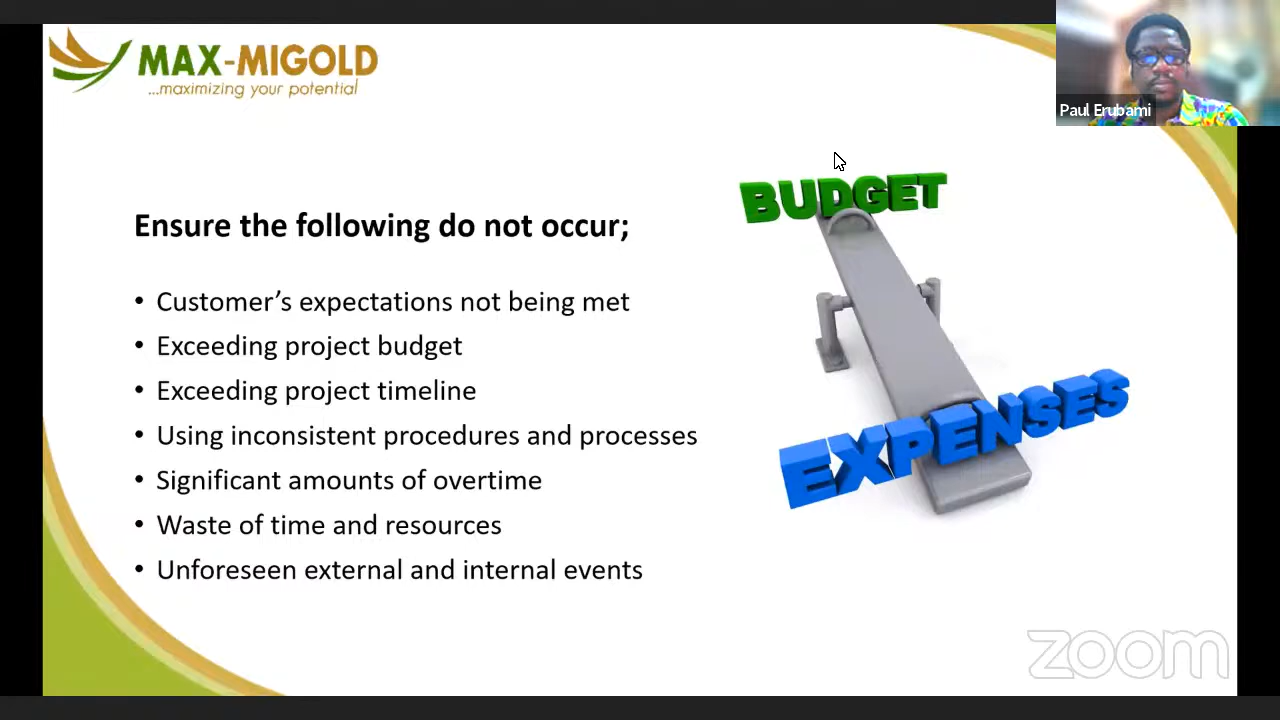 MAX-MIGOLD
...maximizing your potential
Paul Erubami
BUDGET
Ensure the following do not occur;
• Customer’s expectations not being met
• Exceeding project budget
• Exceeding project timeline
• Using inconsistent procedures and processes
• Significant amounts of overtime
• Waste of time and resources
• Unforeseen external and internal events
EXPENSES
zoom